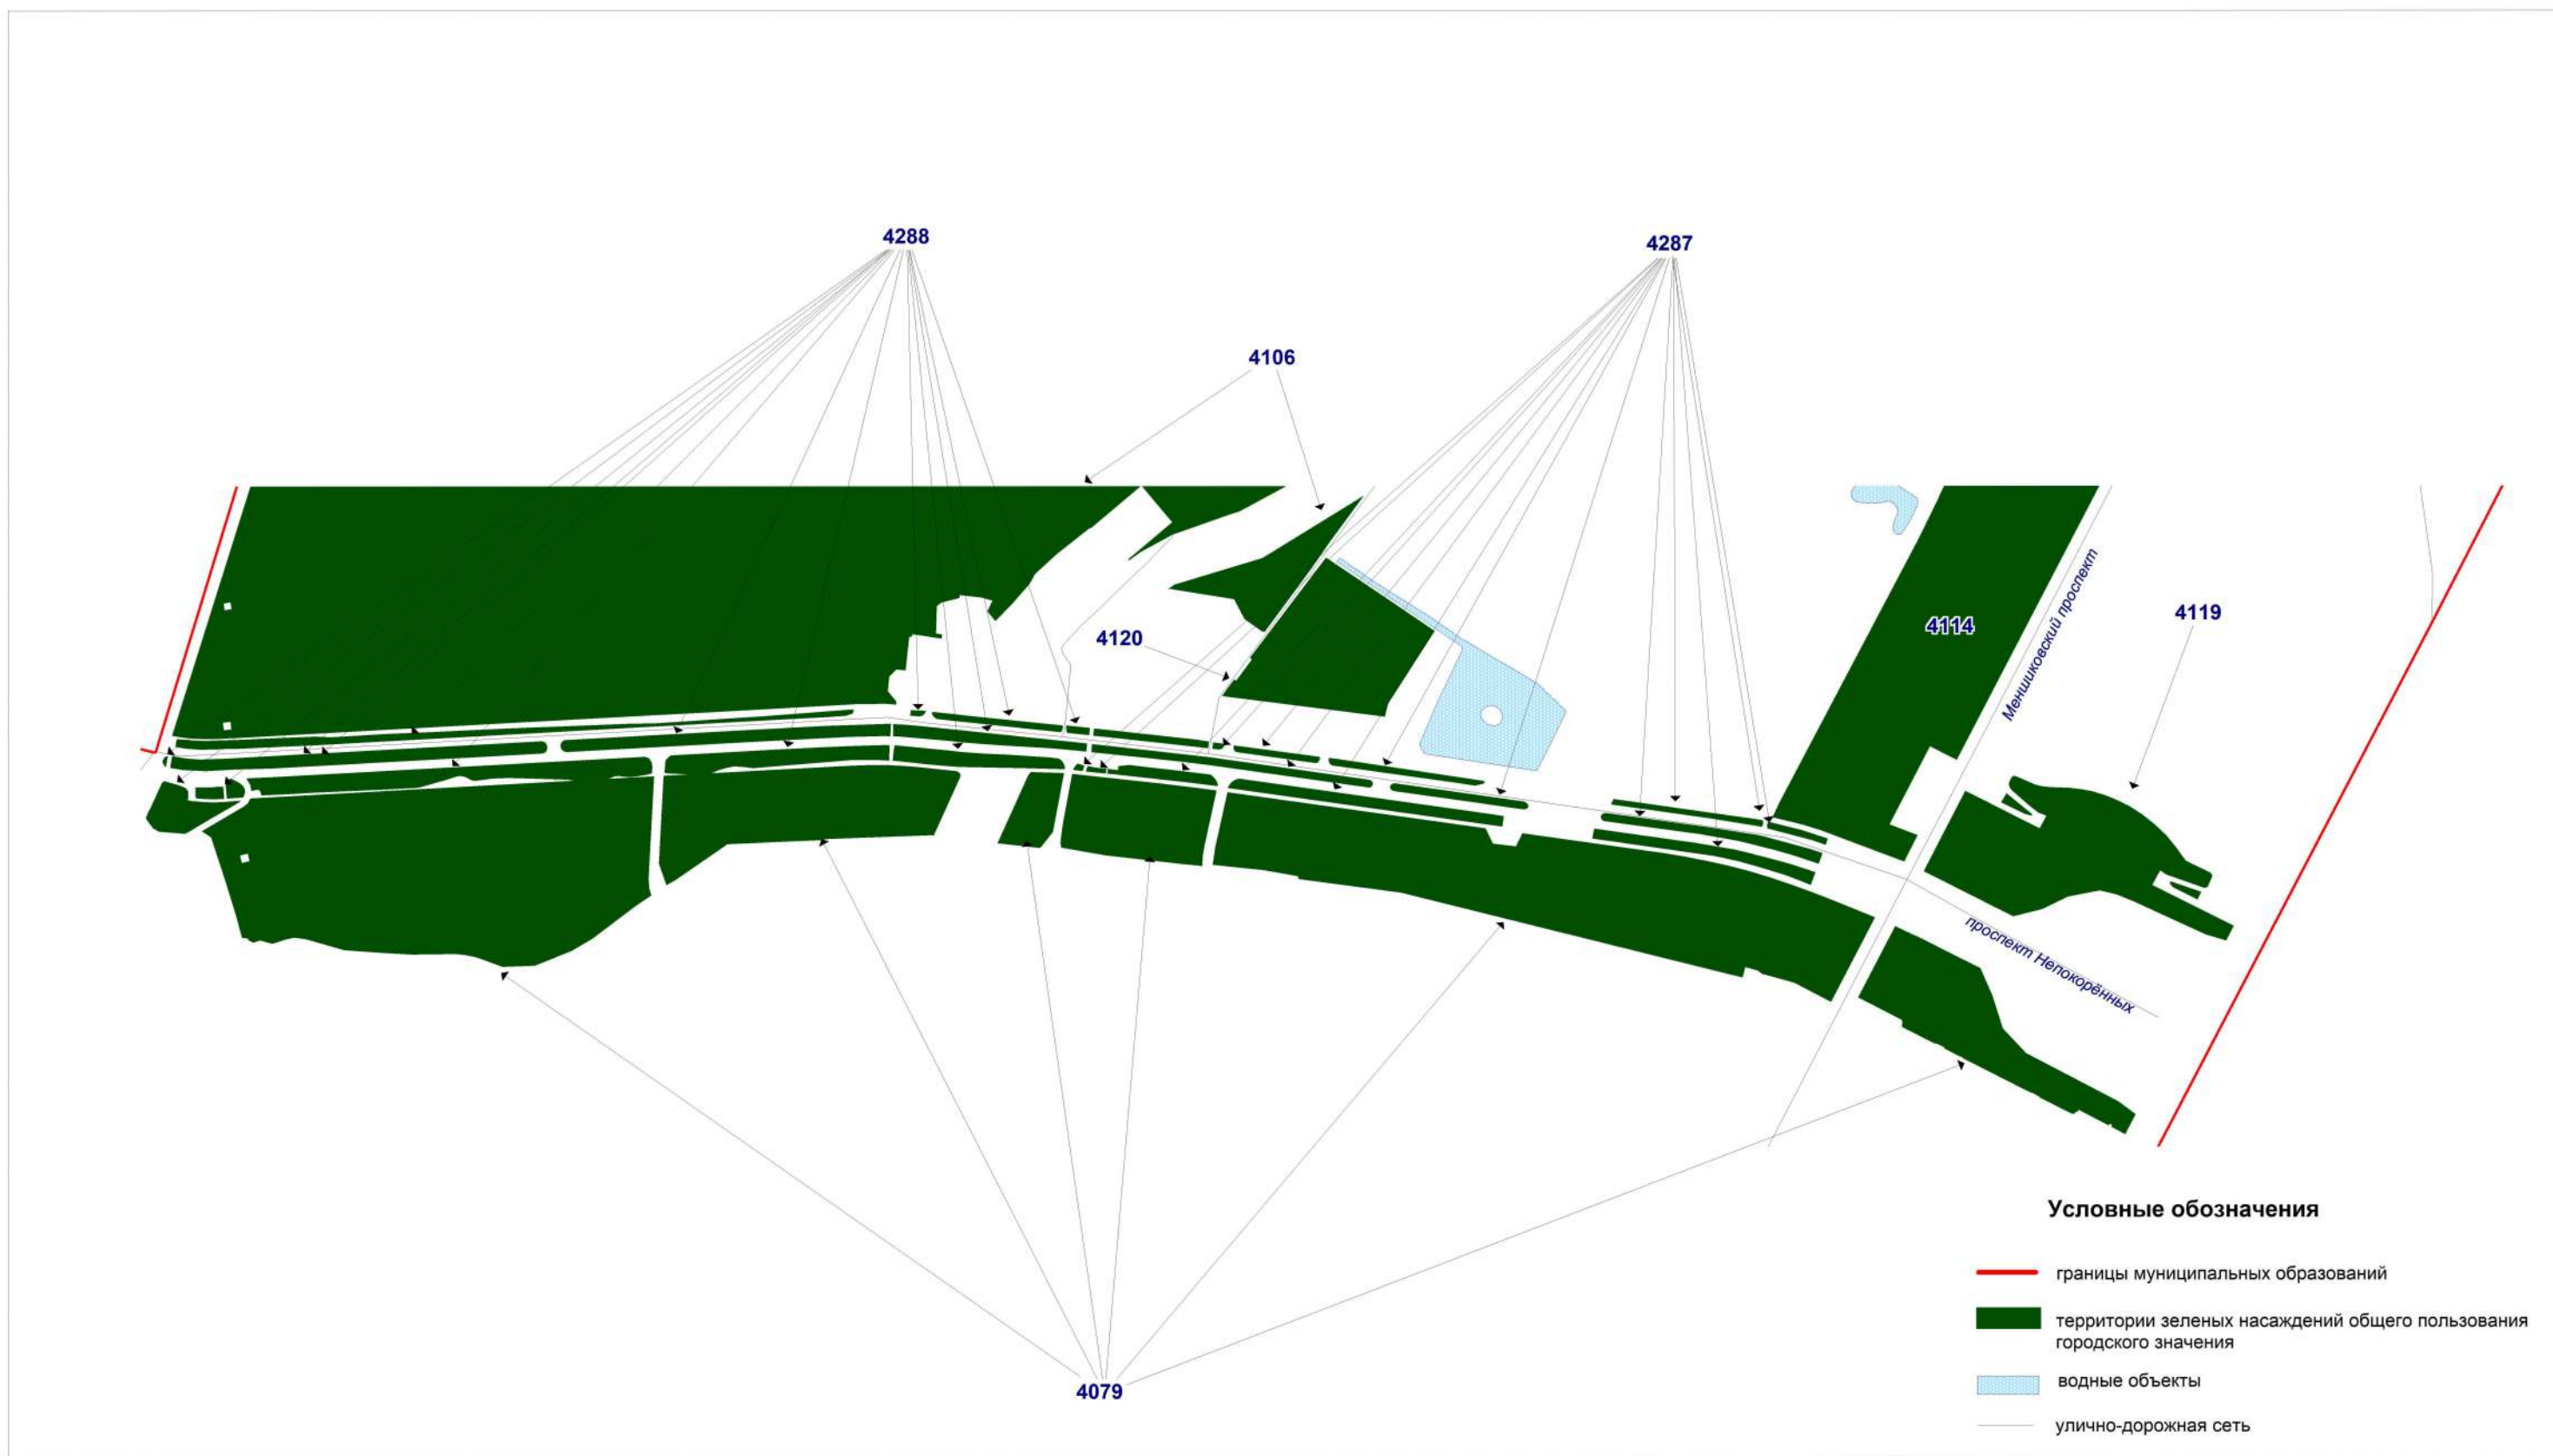 4288
4287
4106
4120
4114
4119
Меншиковский проспект
проспект Непокорённых
4079
Условные обозначения
границы муниципальных образований
территории зеленых насаждений общего пользования
городского значения
водные объекты
улично-дорожная сеть